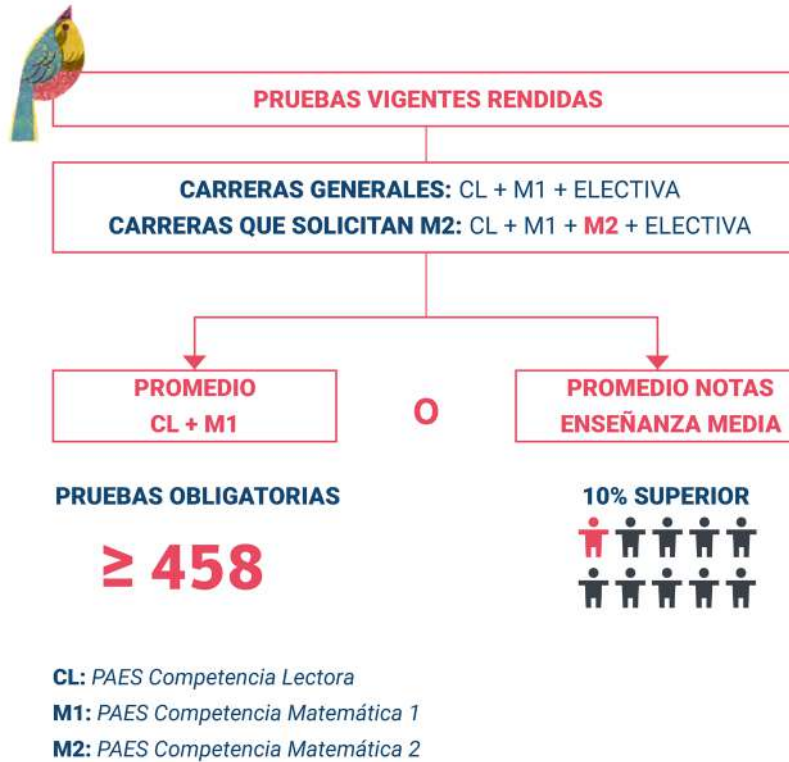 PRUEBAS VIGENTES RENDIDAS
CARRERAS GENERALES: CL + M1 + ELECTIVA
CARRERAS QUE SOLICITAN M2: CL + M1 + M2 + ELECTIVA
PROMEDIO
CL + M1
O
PROMEDIO NOTAS
ENSEÑANZA MEDIA
PRUEBAS OBLIGATORIAS
≥ 458
10% SUPERIOR
CL: PAES Competencia Lectora
M1: PAES Competencia Matemática 1
M2: PAES Competencia Matemática 2